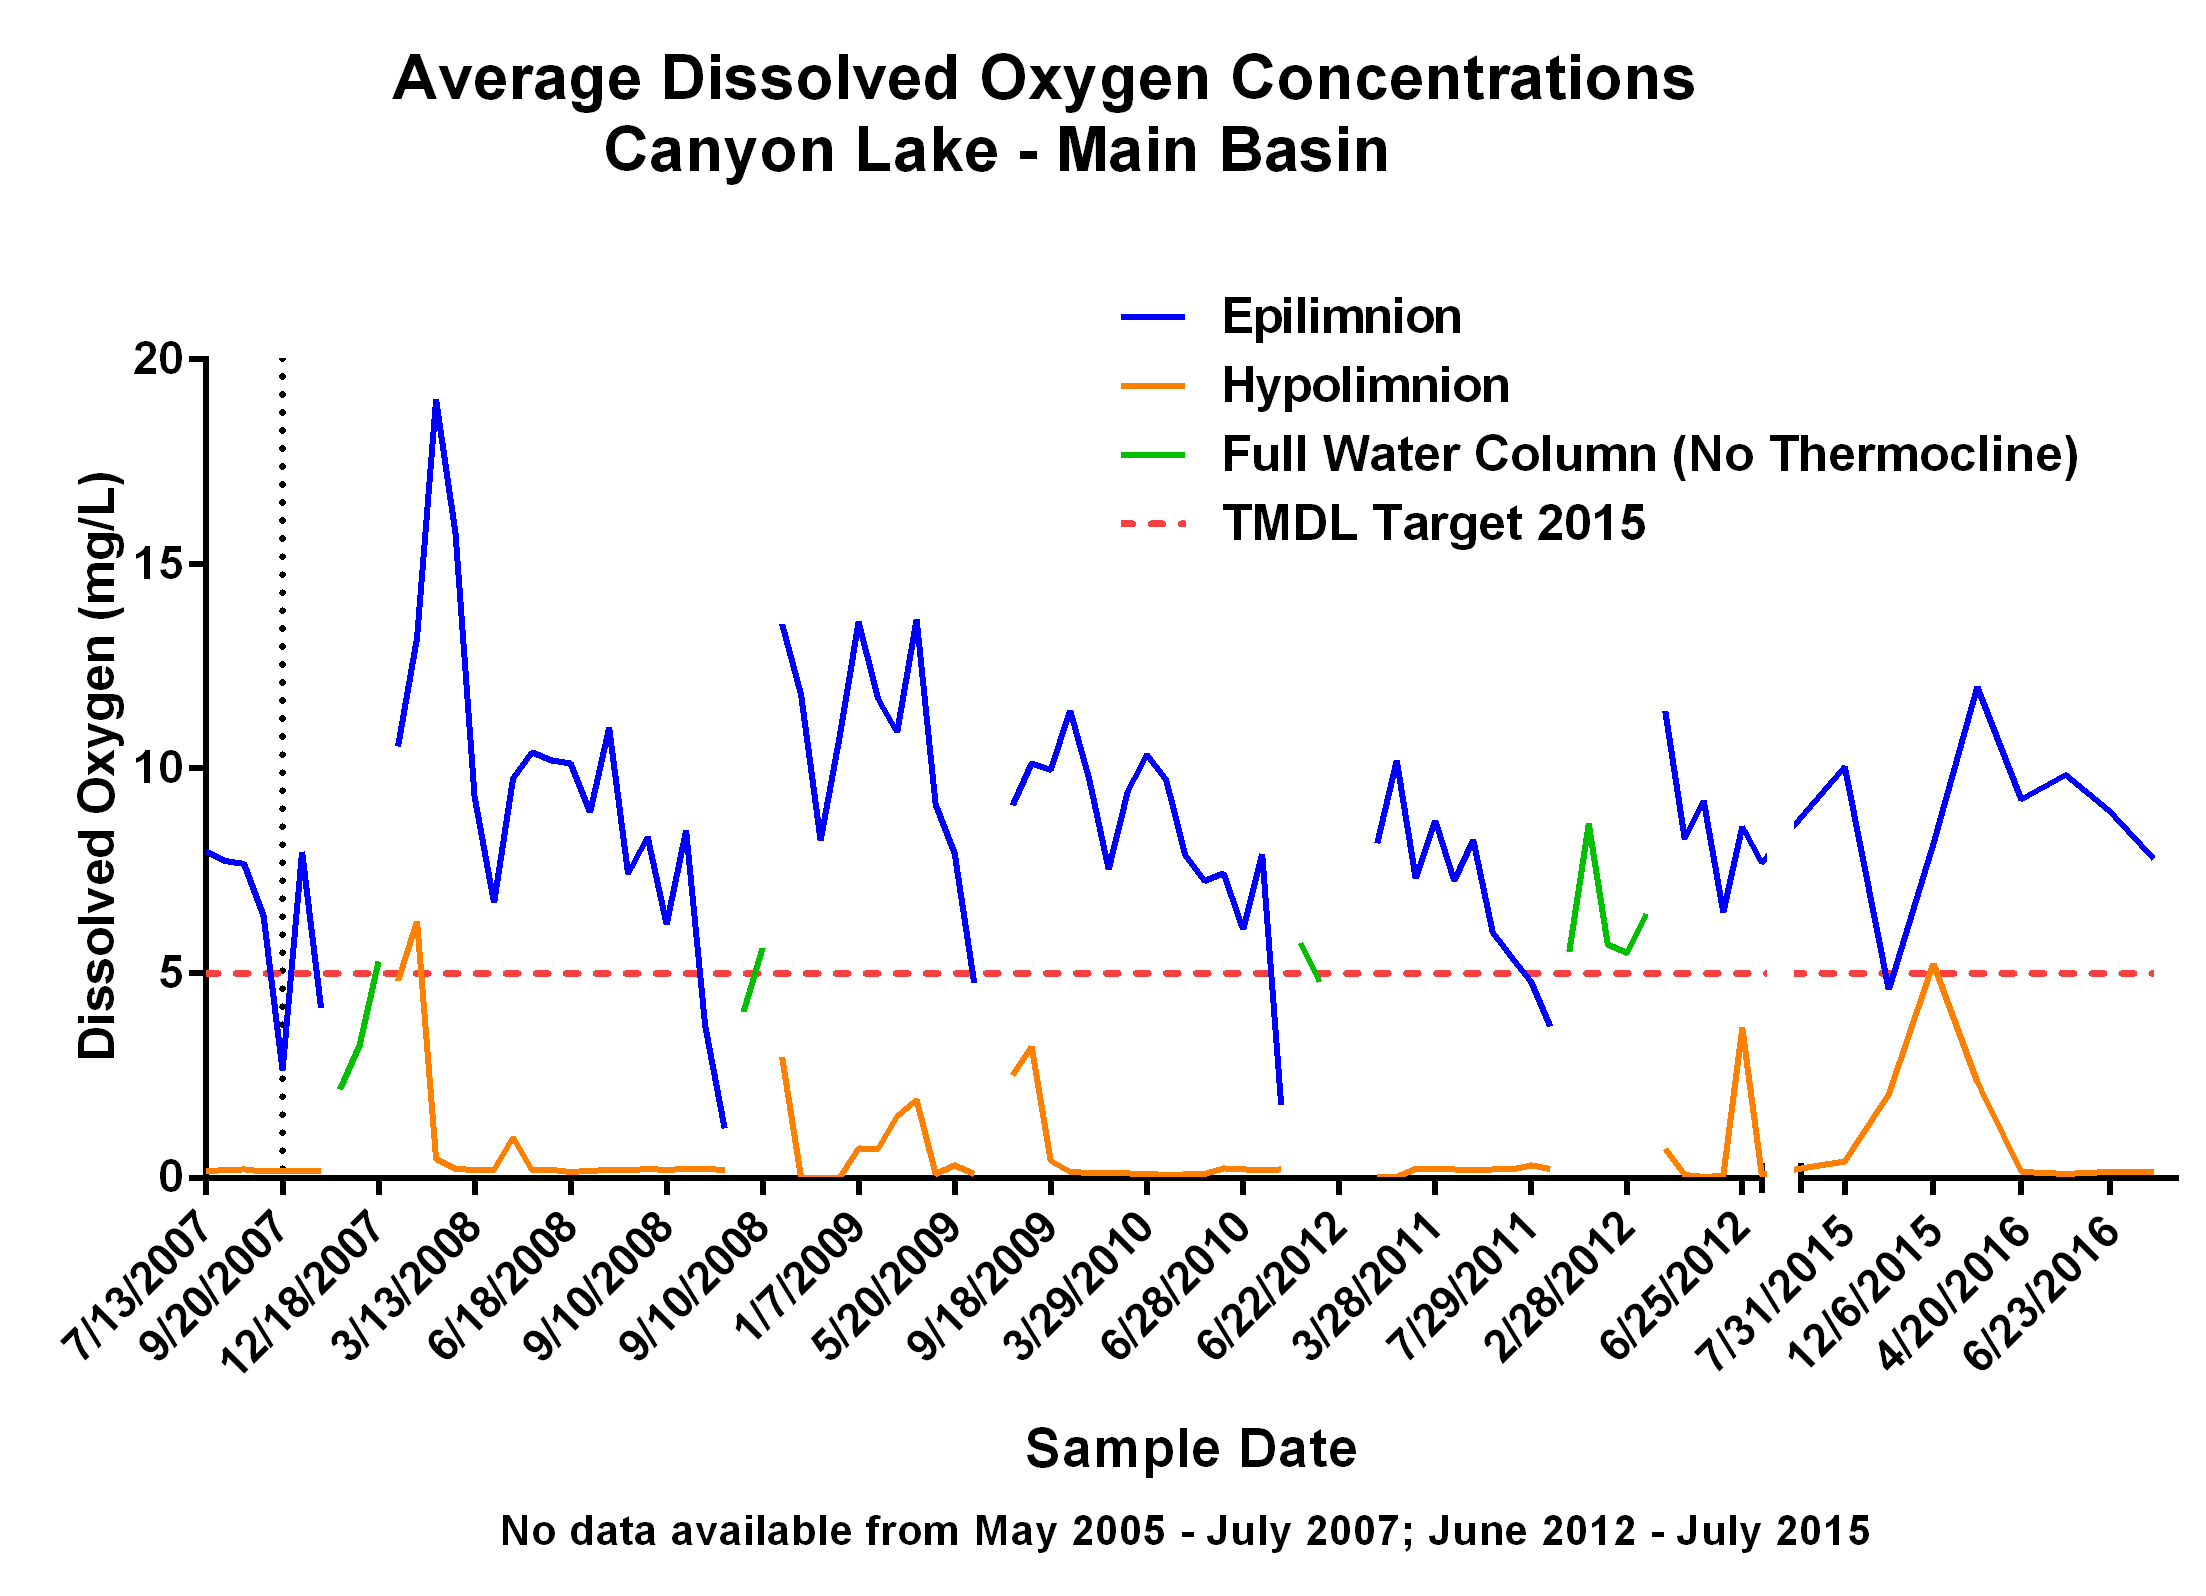 Average Dissolved Oxygen Concentrations
Canyon Lake - Main Basin
Epilimnion
Hypolimnion
Full Water Column (No Thermocline)
TMDL Target 2015
Dissolved Oxygen (mg/L)
20
15
10
5
0
7/13/2007
9/20/2007
12/18/2007
3/13/2008
6/18/2008
9/10/2008
9/10/2008
1/7/2009
5/20/2009
9/18/2009
3/29/2010
6/28/2010
6/22/2012
3/28/2011
7/29/2011
2/28/2012
6/25/2012
7/31/2015
12/6/2015
4/20/2016
6/23/2016
Sample Date
No data available from May 2005 - July 2007; June 2012 - July 2015